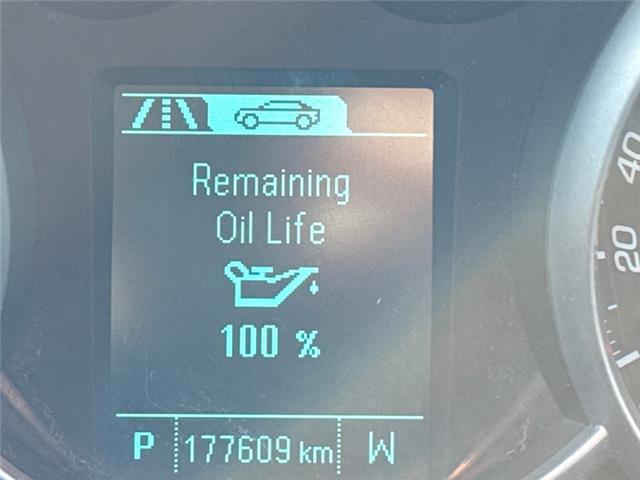 Remaining
Oil Life
100 %
P 177609 km W
40
20